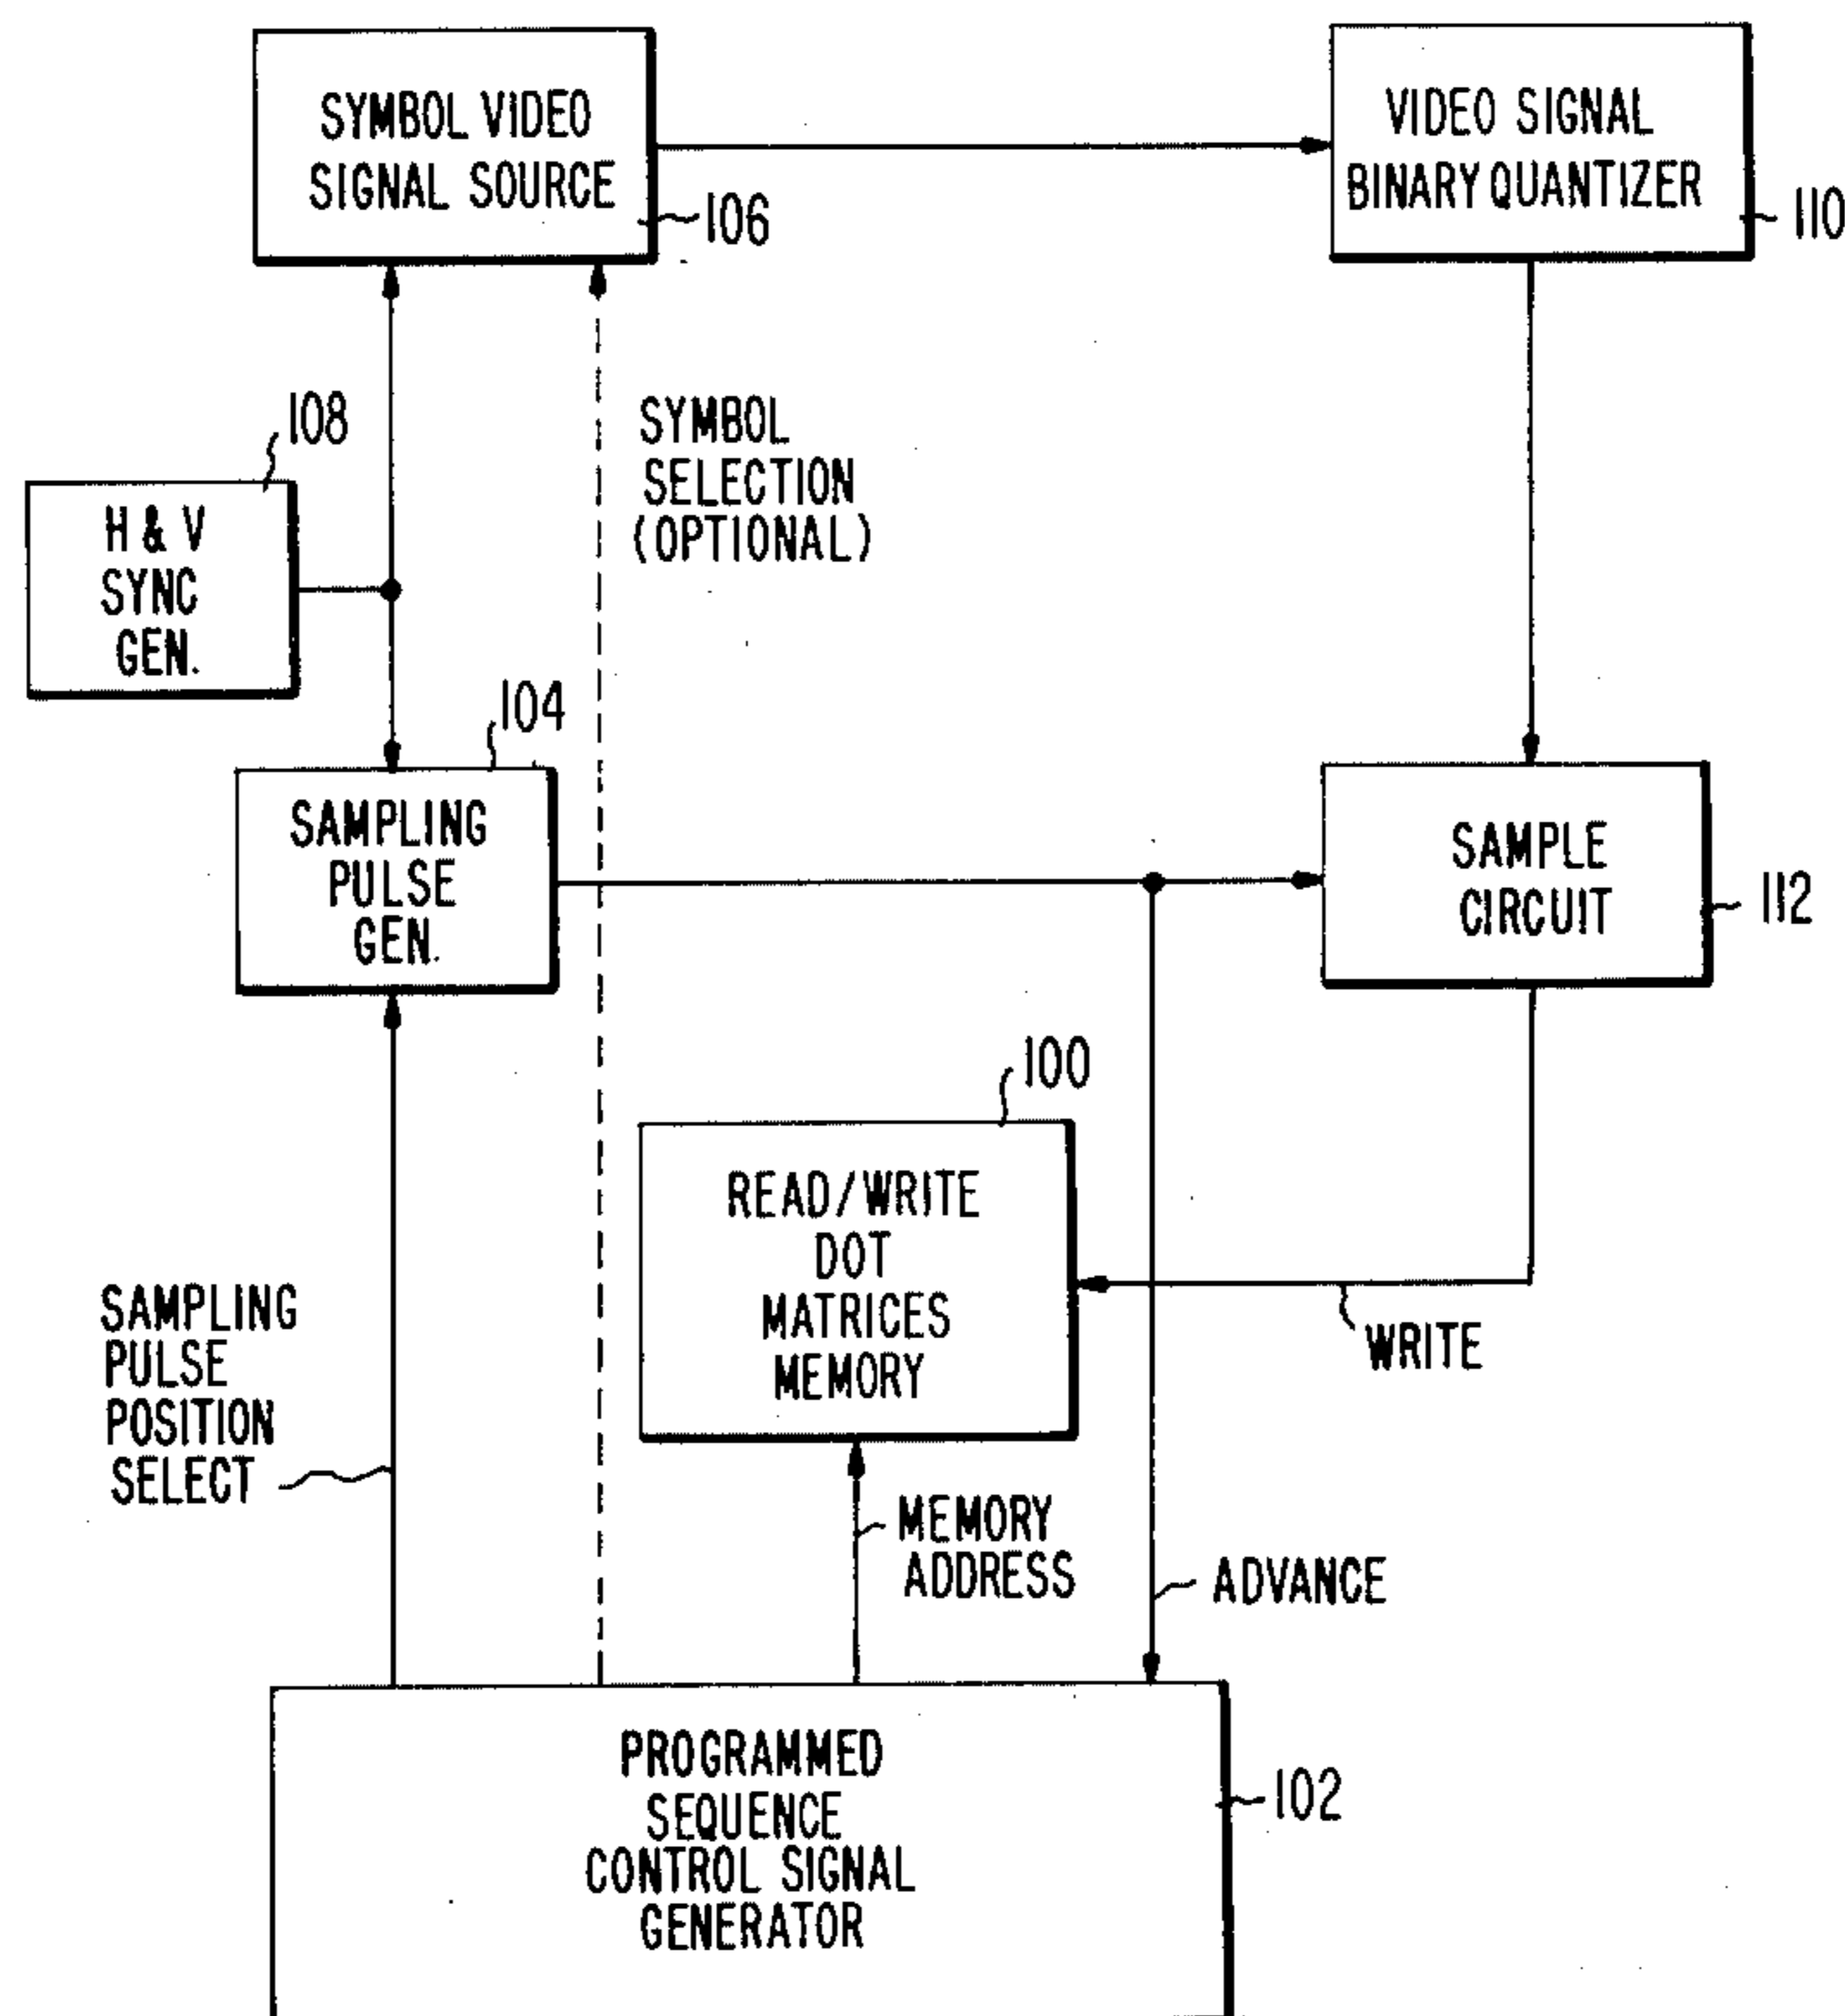 SYMBOL VIDEO
SIGNAL SOURCE
106
VIDEO SIGNAL
BINARY QUANTIZER
110
108
H & V
SYNC
GEN.
SYMBOL
SELECTION
(OPTIONAL)
104
SAMPLING
PULSE
GEN.
SAMPLE
CIRCUIT
112
100
READ/WRITE
DOT
MATRICES
MEMORY
WRITE
SAMPLING
PULSE
POSITION
SELECT
MEMORY
ADDRESS
ADVANCE
PROGRAMMED
SEQUENCE
CONTROL SIGNAL
GENERATOR
102